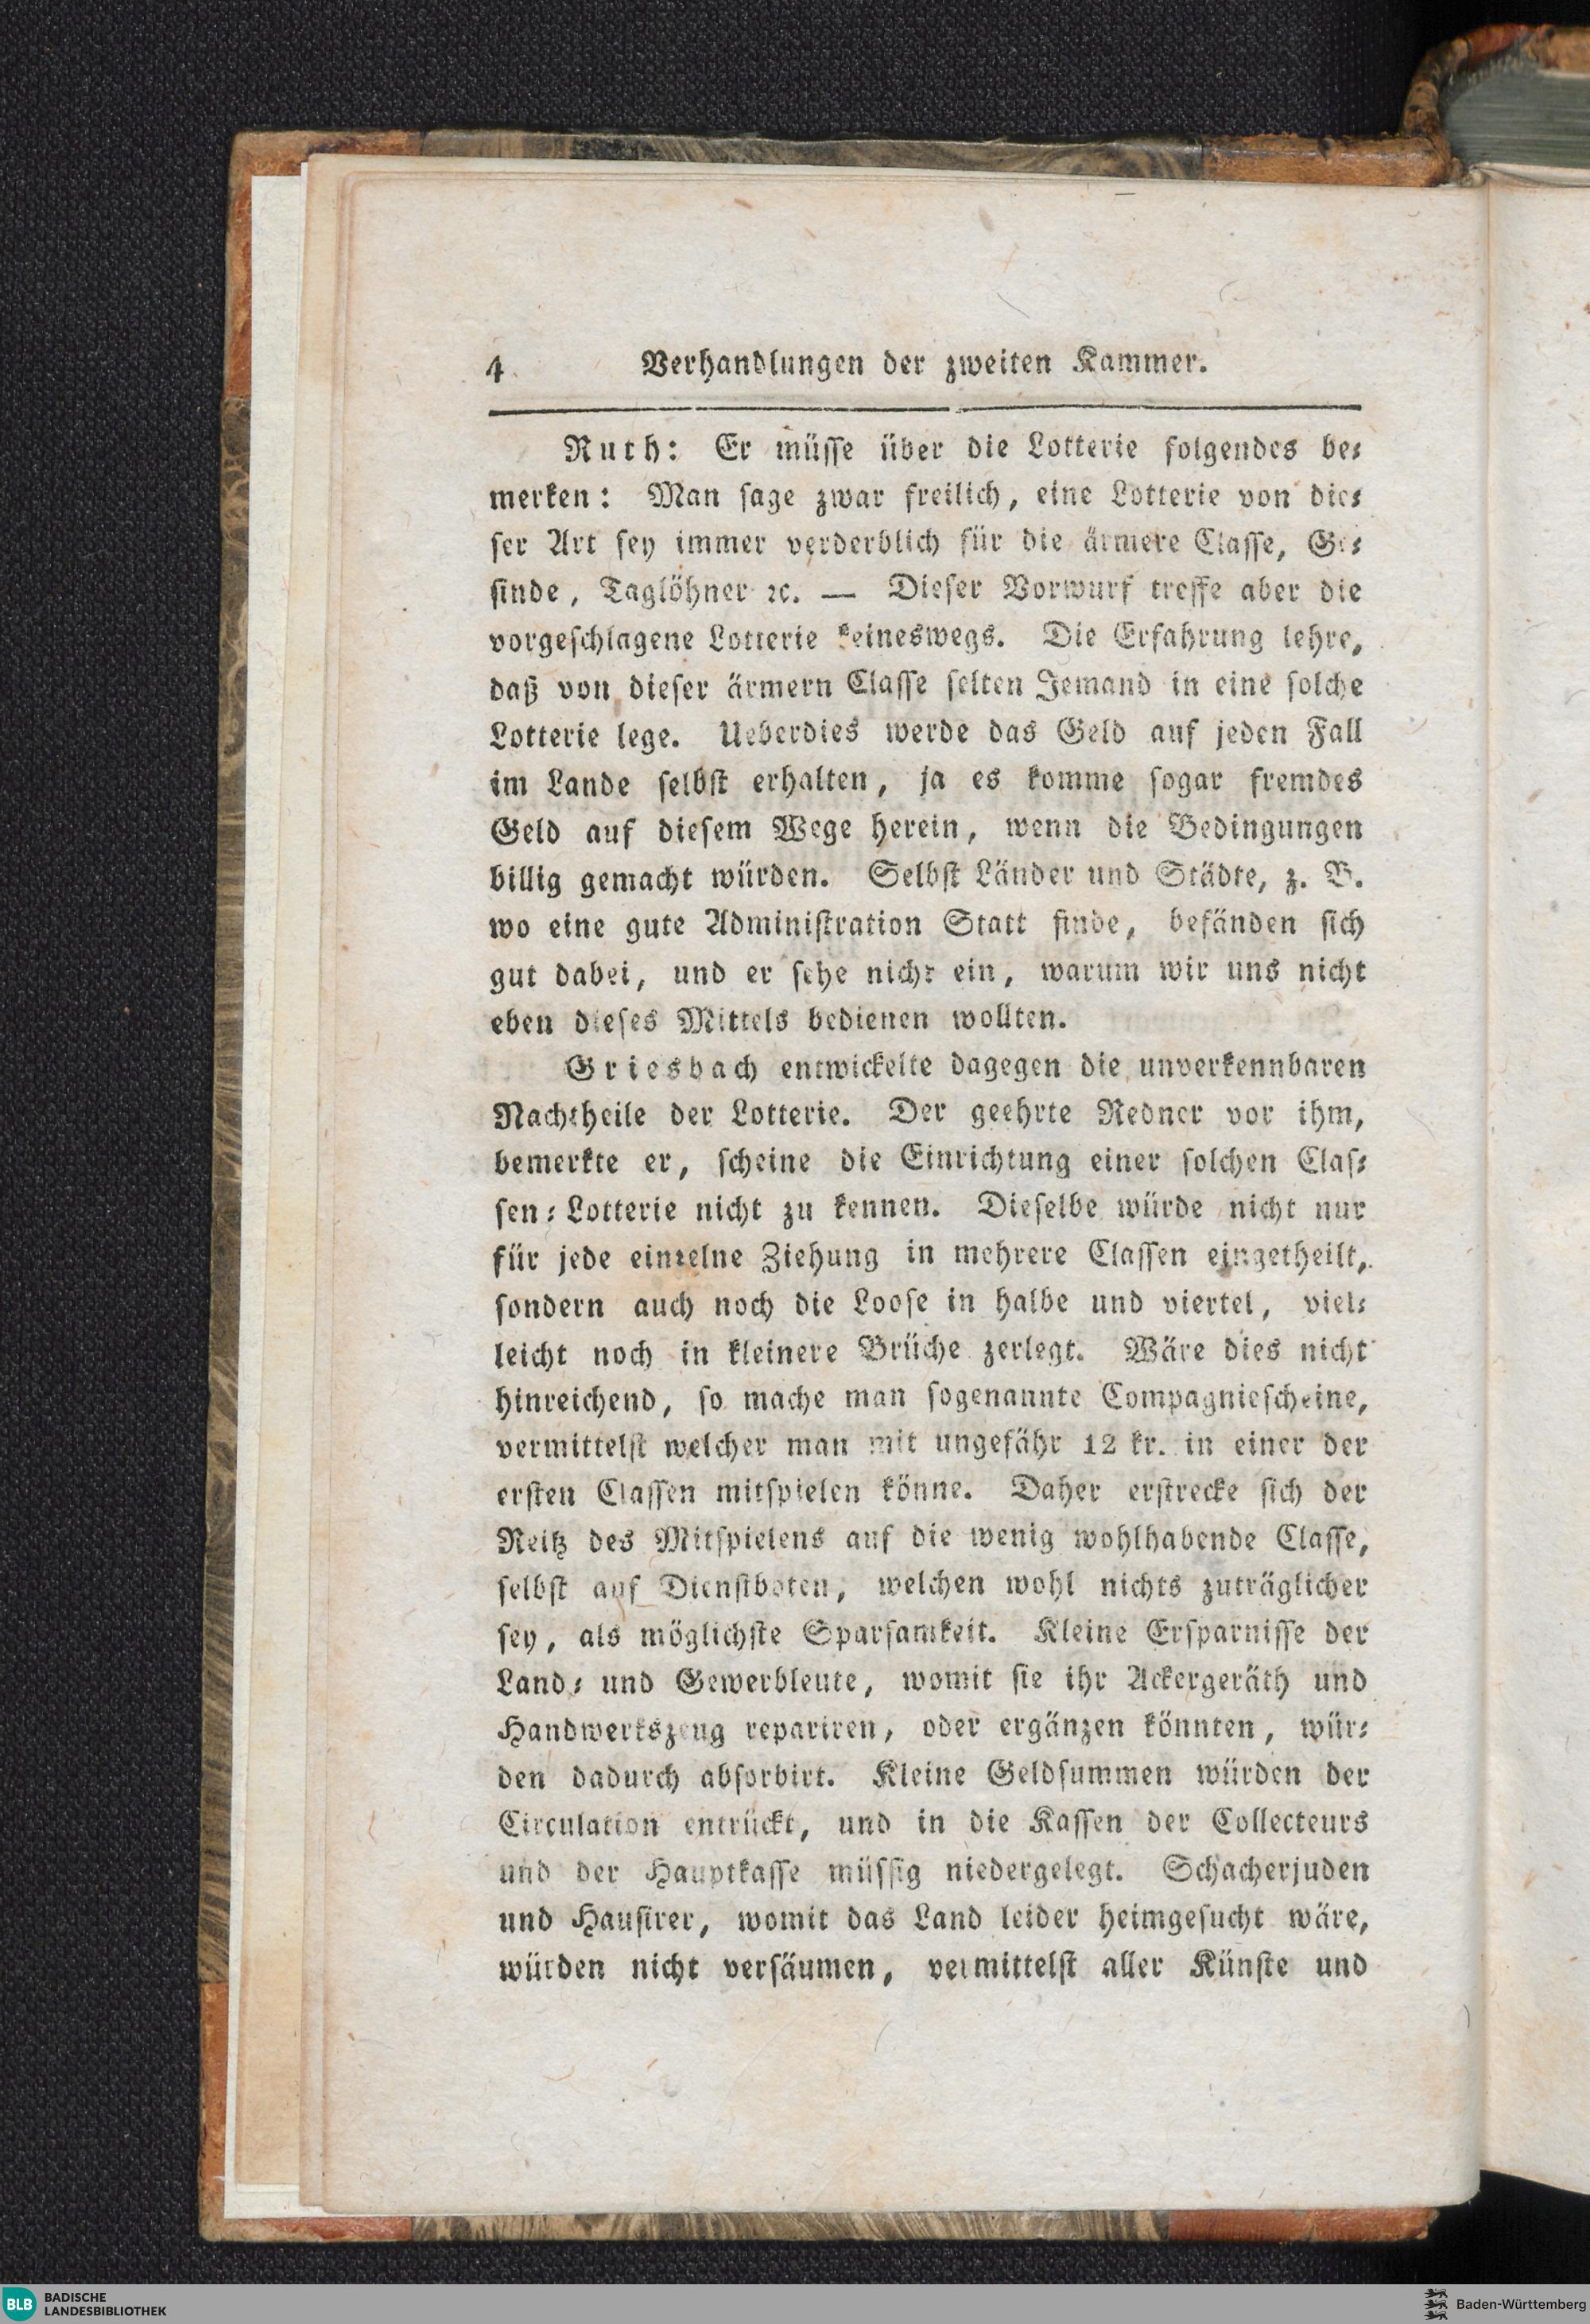 4 Verhandlungen der zweiten Kammer.
Ruth: Er müsse über die Lotterie folgendes be⸗
merken: Man sage zwar freilich, eine Lotterie von die⸗
ser Art sey immer verderblich für die ärmere Classe, Ge⸗
sinde, Taglöhner ꝛc. — Dieser Vorwurf treffe aber die
vorgeschlagene Lotterie keineswegs. Die Erfahrung lehre,
daß von dieser ärmern Classe selten Jemand in eine solche
Lotterie lege. Ueberdies werde das Geld auf jeden Fall
im Lande selbst erhalten, ja es komme sogar fremdes
Geld auf diesem Wege herein, wenn die Bedingungen
billig gemacht würden. Selbst Länder und Städte, z. B.
wo eine gute Administration Statt finde, befänden sich
gut dabei, und er sehe nicht ein, warum wir uns nicht
eben dieses Mittels bedienen wollten.
Griesbach entwickelte dagegen die unverkennbaren
Nachtheile der Lotterie. Der geehrte Redner vor ihm,
bemerkte er, scheine die Einrichtung einer solchen Clas⸗
sen⸗Lotterie nicht zu kennen. Dieselbe würde nicht nur
für jede einzelne Ziehung in mehrere Classen eingetheilt,
sondern auch noch die Loose in halbe und viertel, viel⸗
leicht noch in kleinere Brüche zerlegt. Wäre dies nicht
hinreichend, so mache man sogenannte Compagniescheine,
vermittelst welcher man mit ungefähr 12 kr. in einer der
ersten Classen mitspielen könne. Daher erstrecke sich der
Reitz des Mitspielens auf die wenig wohlhabende Classe,
selbst auf Dienstboten, welchen wohl nichts zuträglicher
sey, als möglichste Sparsamkeit. Kleine Ersparnisse der
Land⸗ und Gewerbleute, womit sie ihr Ackergeräth und
Handwerkszeug repariren, oder ergänzen könnten, wür⸗
den dadurch absorbirt. Kleine Geldsummen würden der
Circulation entrückt, und in die Kassen der Collecteurs
und der Hauptkasse müssig niedergelegt. Schacherjuden
und Hausirer, womit das Land leider heimgesucht wäre,
würden nicht versäumen, vermittelst aller Künste und
BLB BADISCHE
LANDESBIBLIOTHEK
Baden-Württemberg